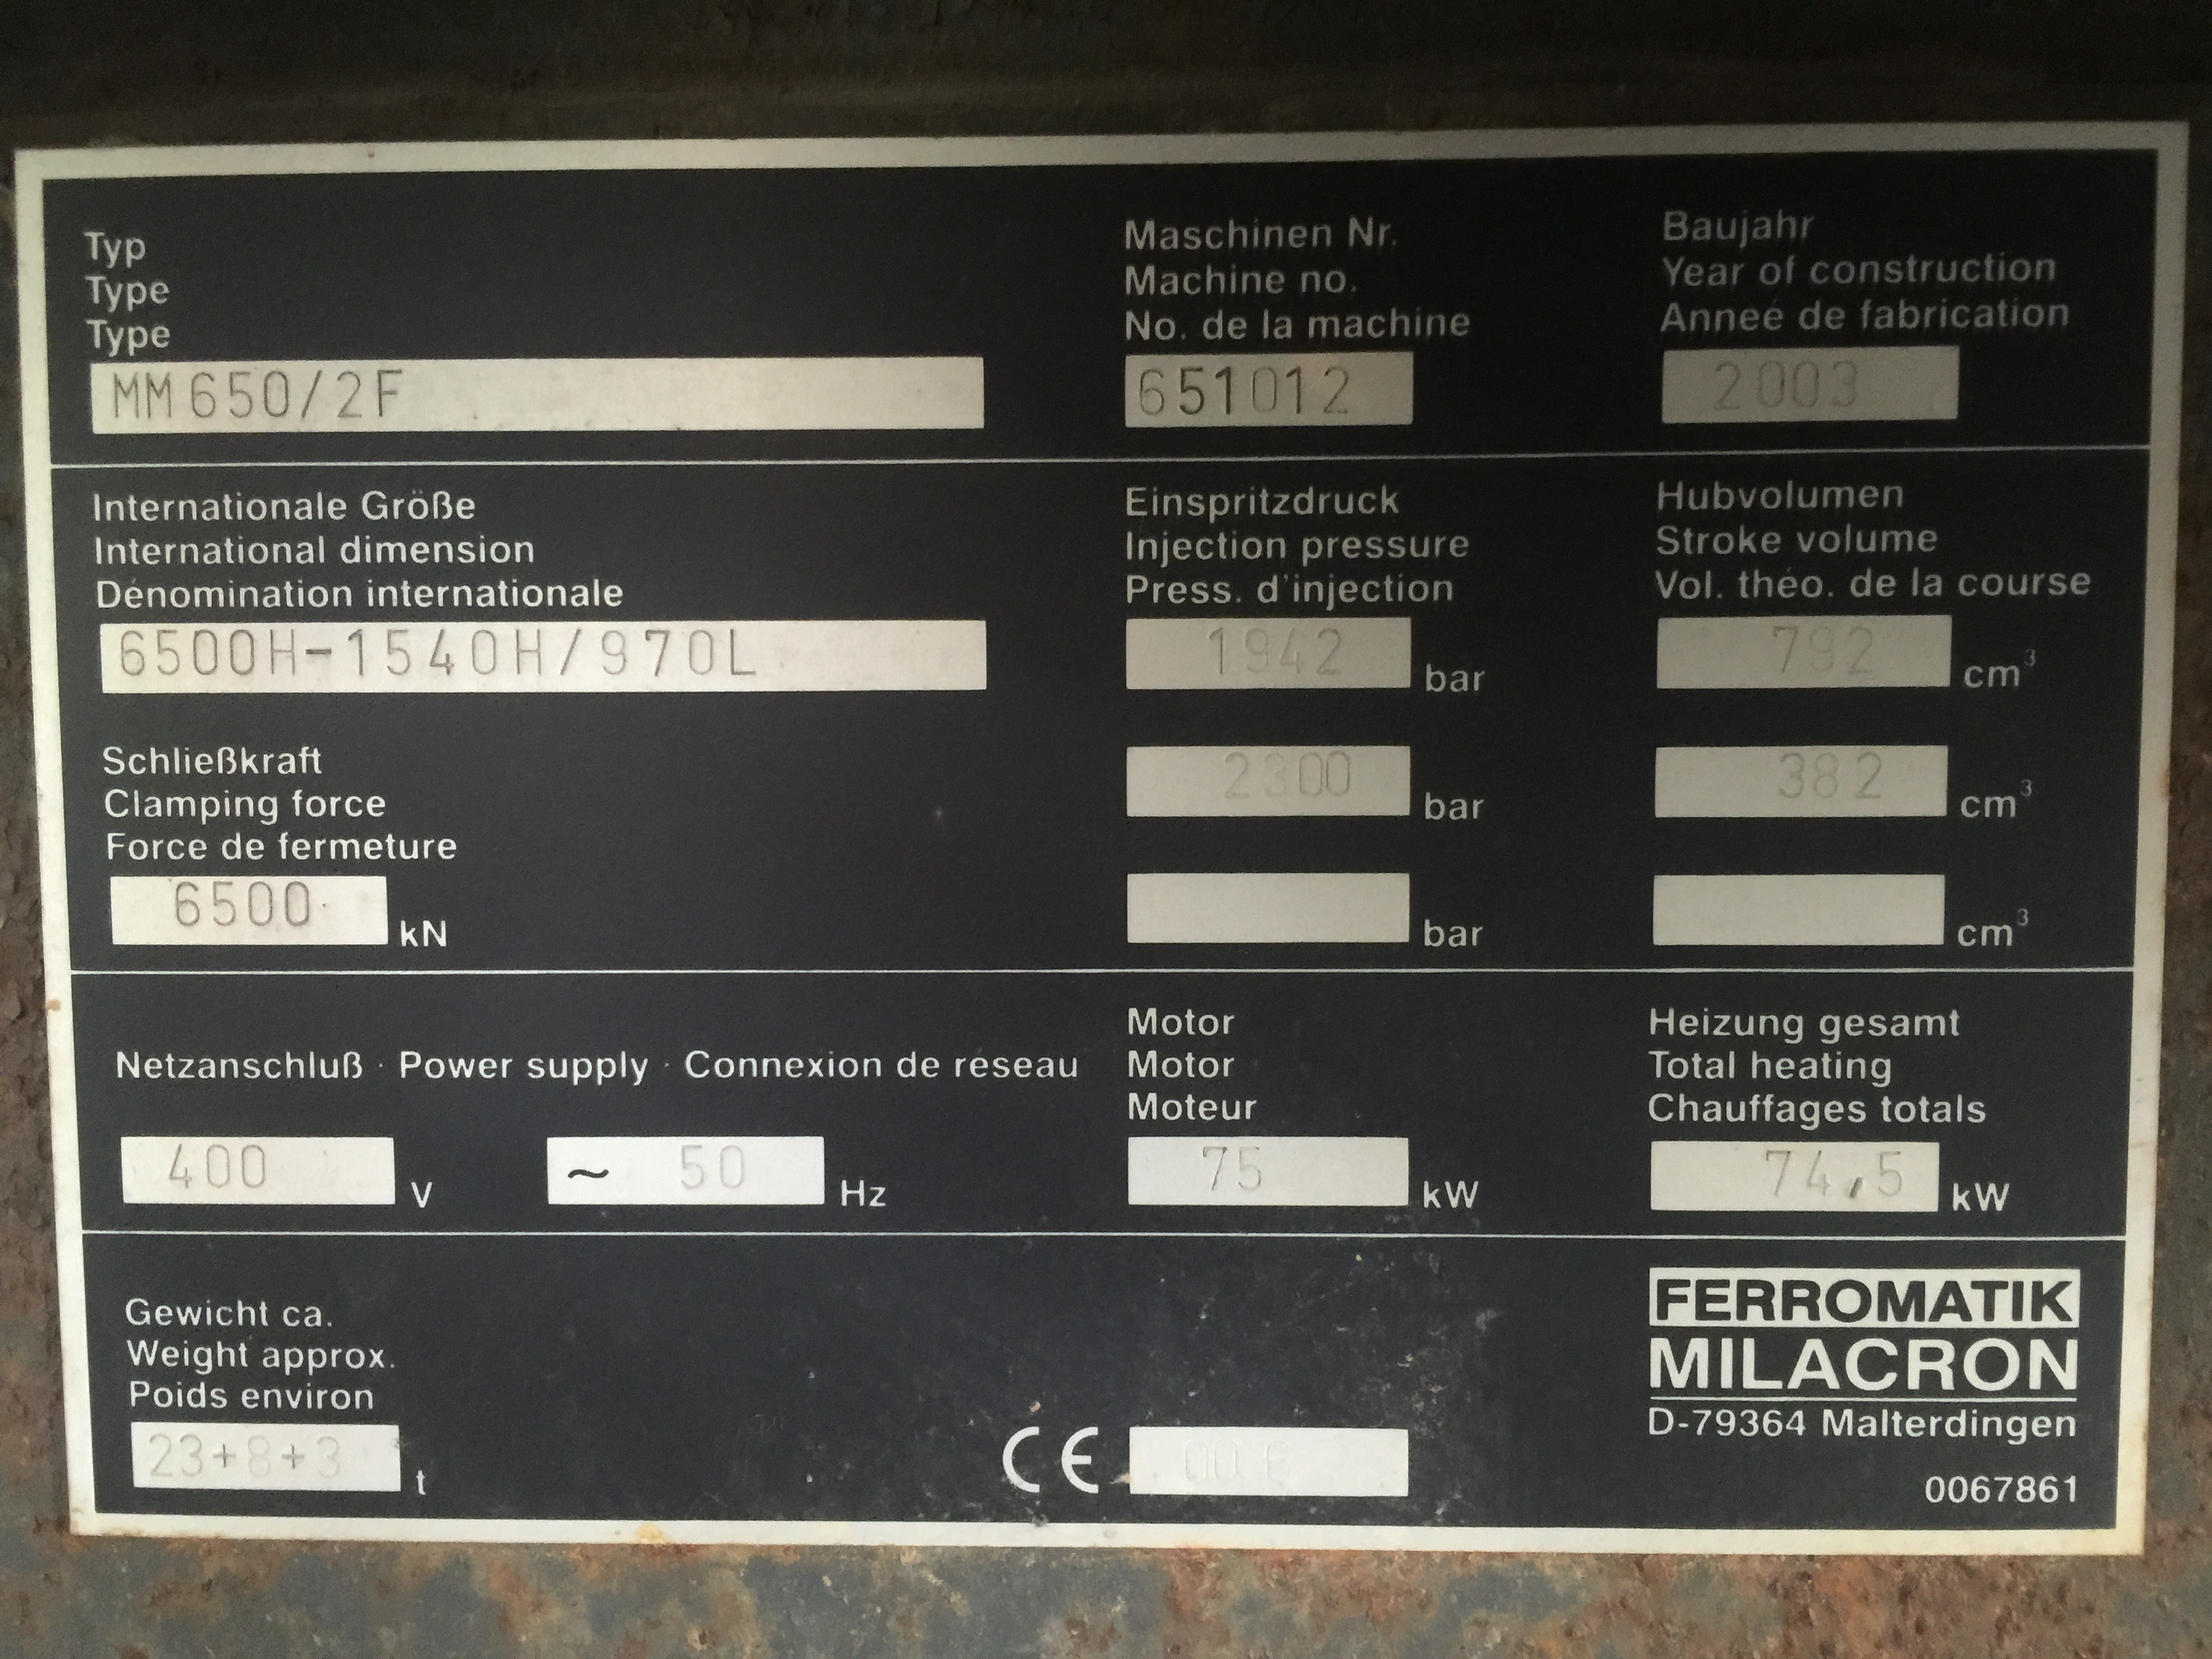 Typ
Type
Type
MM650/2F
Maschinen Nr.
Machine no.
No. de la machine
651012
Baujahr
Year of construction
Anneé de fabrication
2003
Internationale Größe
International dimension
Dénomination internationale
6500H-1540H/970L
Einspritzdruck
Injection pressure
Press. d'injection
1942 bar
2300 bar
bar
Hubvolumen
Stroke volume
Vol. théo. de la course
792 cm³
382 cm³
cm³
Schließkraft
Clamping force
Force de fermeture
6500 kN
Netzanschluß · Power supply · Connexion de réseau
400 V ~ 50 Hz
Motor
Motor
Moteur
75 kW
Heizung gesamt
Total heating
Chauffages totals
74,5 kW
Gewicht ca.
Weight approx.
Poids environ
23+8+3 t
CE
FERROMATIK
MILACRON
D-79364 Malterdingen
0067861